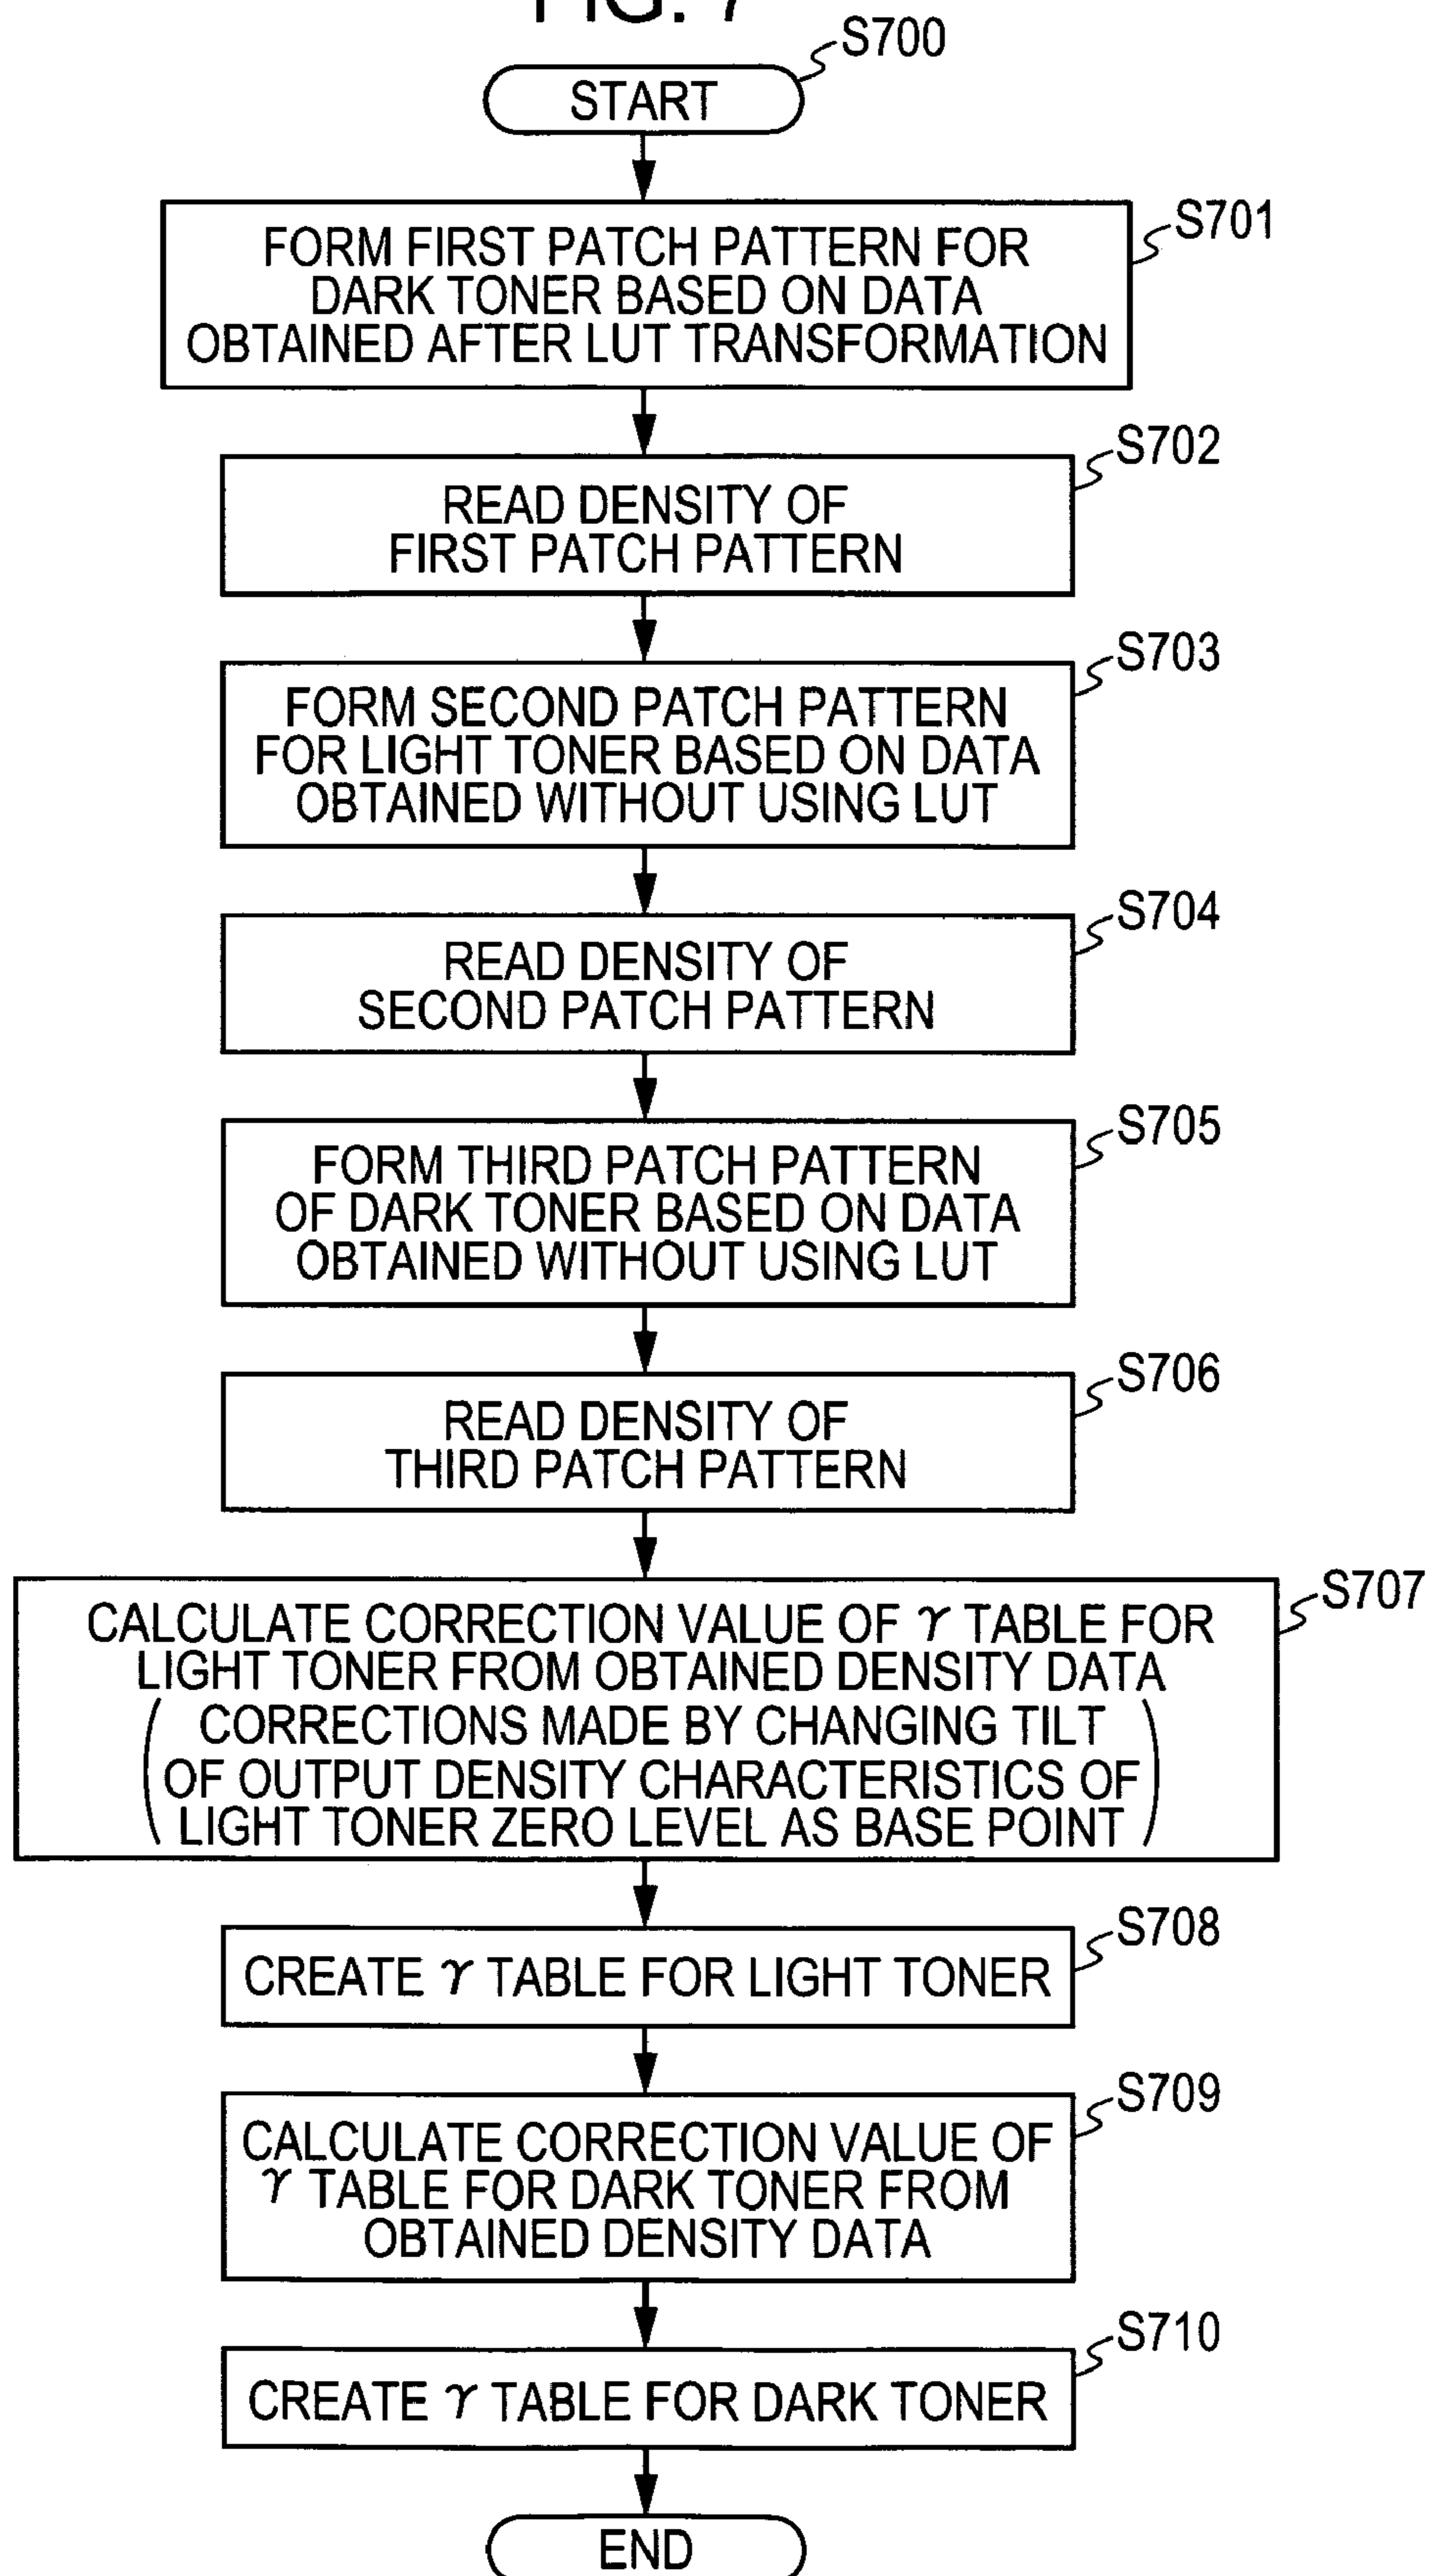 FIG. 7
S700
START
S701
FORM FIRST PATCH PATTERN FOR
DARK TONER BASED ON DATA
OBTAINED AFTER LUT TRANSFORMATION
S702
READ DENSITY OF
FIRST PATCH PATTERN
S703
FORM SECOND PATCH PATTERN
FOR LIGHT TONER BASED ON DATA
OBTAINED WITHOUT USING LUT
S704
READ DENSITY OF
SECOND PATCH PATTERN
S705
FORM THIRD PATCH PATTERN
OF DARK TONER BASED ON DATA
OBTAINED WITHOUT USING LUT
S706
READ DENSITY OF
THIRD PATCH PATTERN
S707
CALCULATE CORRECTION VALUE OF γ TABLE FOR
LIGHT TONER FROM OBTAINED DENSITY DATA
(CORRECTIONS MADE BY CHANGING TILT
OF OUTPUT DENSITY CHARACTERISTICS OF
LIGHT TONER ZERO LEVEL AS BASE POINT)
S708
CREATE γ TABLE FOR LIGHT TONER
S709
CALCULATE CORRECTION VALUE OF
γ TABLE FOR DARK TONER FROM
OBTAINED DENSITY DATA
S710
CREATE γ TABLE FOR DARK TONER
END